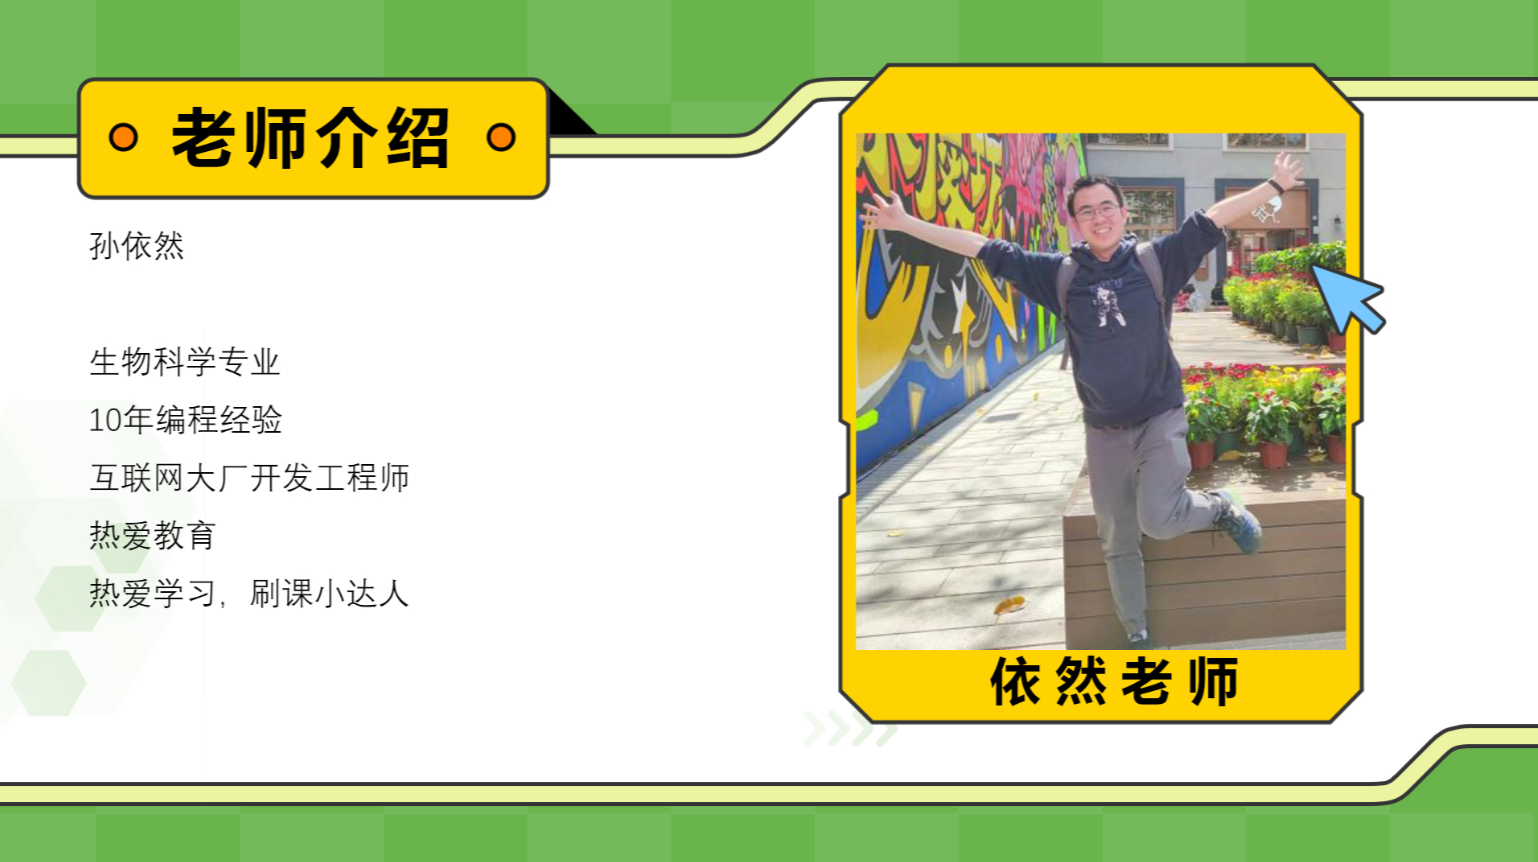 老师介绍
孙依然
生物科学专业
10年编程经验
互联网大厂开发工程师
热爱教育
热爱学习，刷课小达人
依然老师